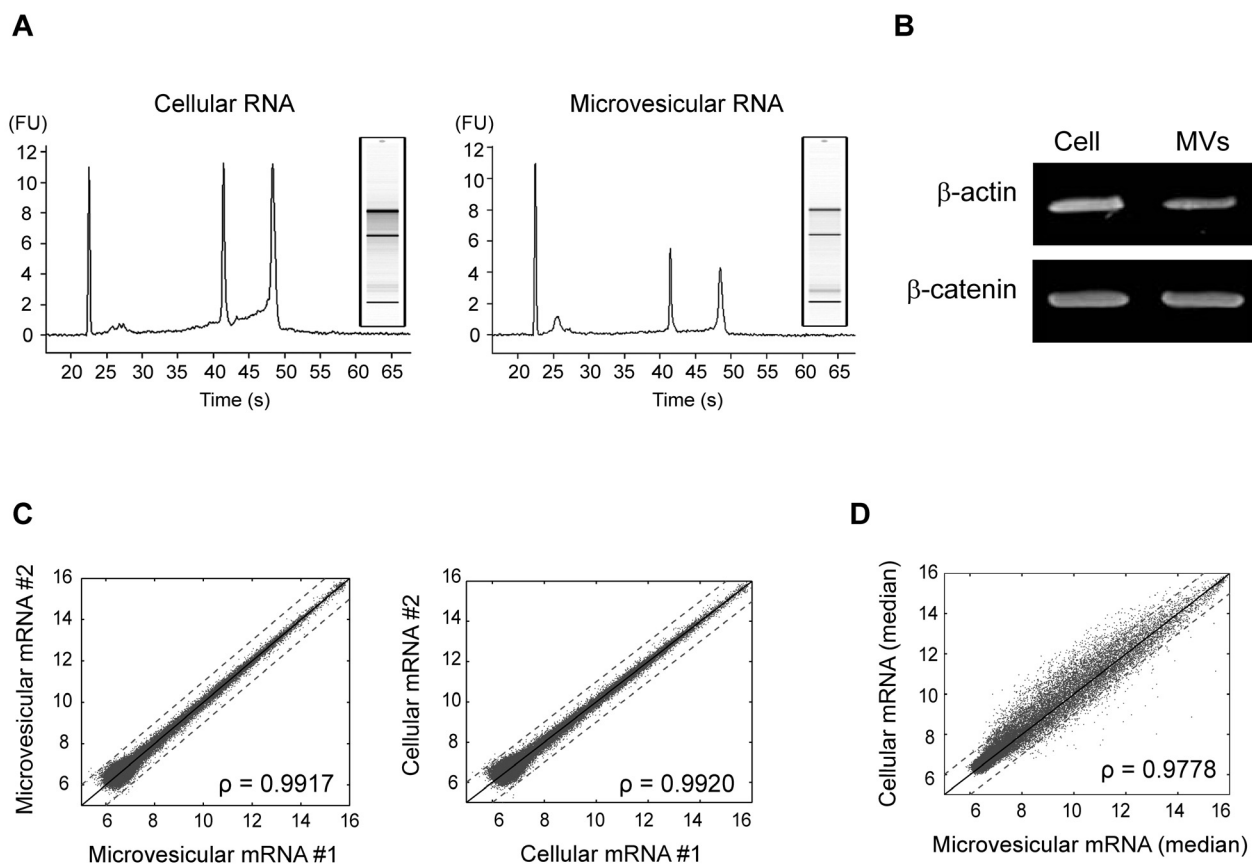 A
B
Cellular RNA
(FU)
12
10
8
6
4
2
0
20 25 30 35 40 45 50 55 60 65
Time (s)
Microvesicular RNA
(FU)
12
10
8
6
4
2
0
20 25 30 35 40 45 50 55 60 65
Time (s)
Cell MVs
β-actin
β-catenin
C
Microvesicular mRNA #2
16
14
12
10
8
6
6 8 10 12 14 16
ρ = 0.9917
Microvesicular mRNA #1
Cellular mRNA #2
16
14
12
10
8
6
6 8 10 12 14 16
ρ = 0.9920
Cellular mRNA #1
D
Cellular mRNA (median)
16
14
12
10
8
6
6 8 10 12 14 16
ρ = 0.9778
Microvesicular mRNA (median)